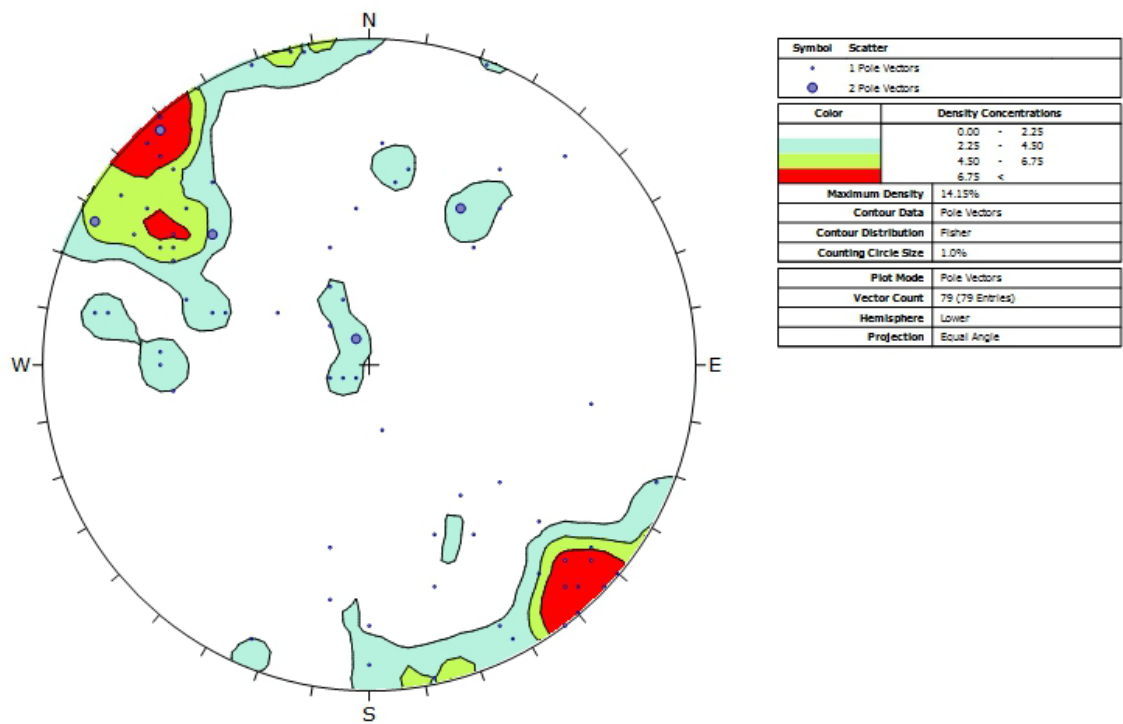 N
W
E
S
Symbol Scatter
1 Pole Vectors
2 Pole Vectors
Color Density Concentrations
0.00 - 2.25
2.25 - 4.50
4.50 - 6.75
6.75 <
Maximum Density 14.15%
Contour Data Pole Vectors
Contour Distribution Fisher
Counting Circle Size 1.0%
Plot Mode Pole Vectors
Vector Count 79 (79 Entries)
Hemisphere Lower
Projection Equal Angle